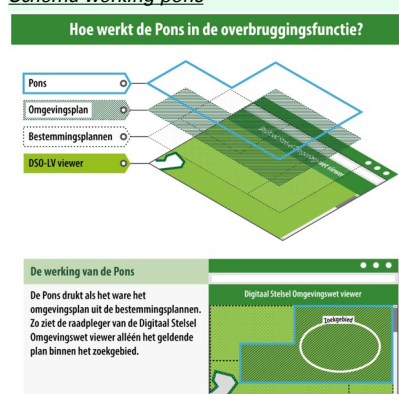 Schema werking pons
Hoe werkt de Pons in de overbruggingsfunctie?
Pons
Omgevingsplan
Bestemmingsplannen
DSO-LV viewer
wet viewer
De werking van de Pons
De Pons drukt als het ware het
omgevingsplan uit de bestemmingsplannen.
Zo ziet de raadpleger van de Digitaal Stelsel
Omgevingswet viewer alléén het geldende
plan binnen het zoekgebied.
Digitaal Stelsel Omgevingswet viewer
Zoekgebied